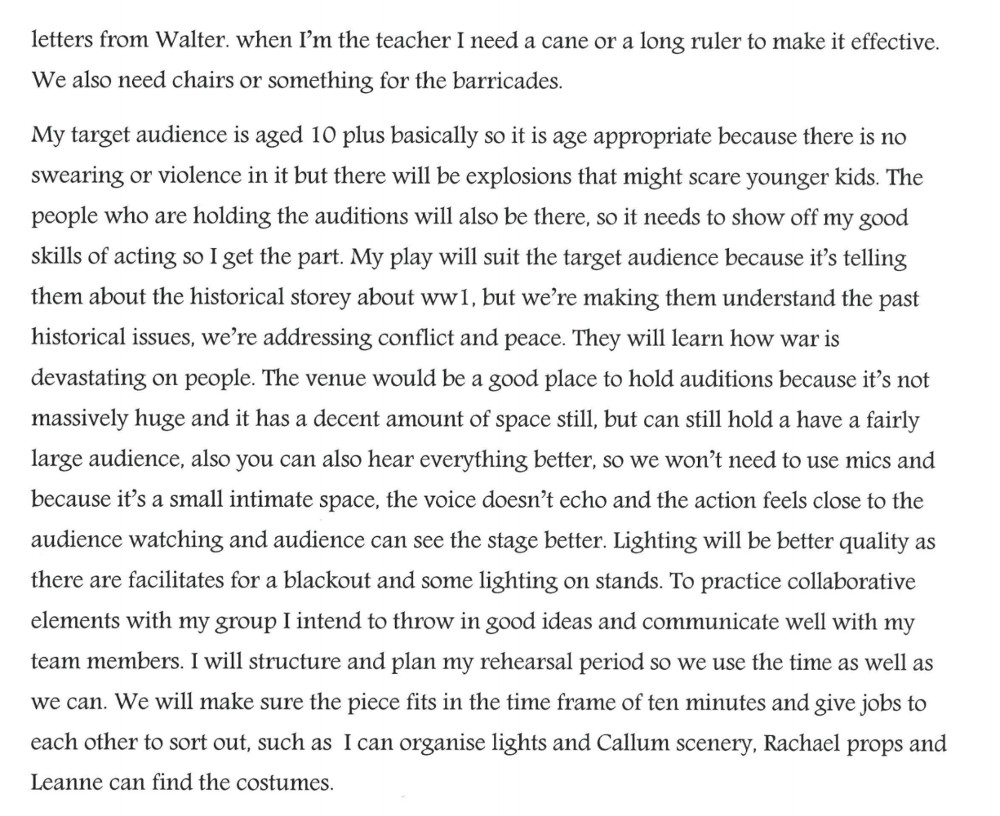 letters from Walter. when I'm the teacher I need a cane or a long ruler to make it effective.
We also need chairs or something for the barricades.
My target audience is aged 10 plus basically so it is age appropriate because there is no
swearing or violence in it but there will be explosions that might scare younger kids. The
people who are holding the auditions will also be there, so it needs to show off my good
skills of acting so I get the part. My play will suit the target audience because it's telling
them about the historical storey about ww1, but we're making them understand the past
historical issues, we're addressing conflict and peace. They will learn how war is
devastating on people. The venue would be a good place to hold auditions because it's not
massively huge and it has a decent amount of space still, but can still hold a have a fairly
large audience, also you can also hear everything better, so we won't need to use mics and
because it's a small intimate space, the voice doesn't echo and the action feels close to the
audience watching and audience can see the stage better. Lighting will be better quality as
there are facilitates for a blackout and some lighting on stands. To practice collaborative
elements with my group I intend to throw in good ideas and communicate well with my
team members. I will structure and plan my rehearsal period so we use the time as well as
we can. We will make sure the piece fits in the time frame of ten minutes and give jobs to
each other to sort out, such as  I can organise lights and Callum scenery, Rachael props and
Leanne can find the costumes.